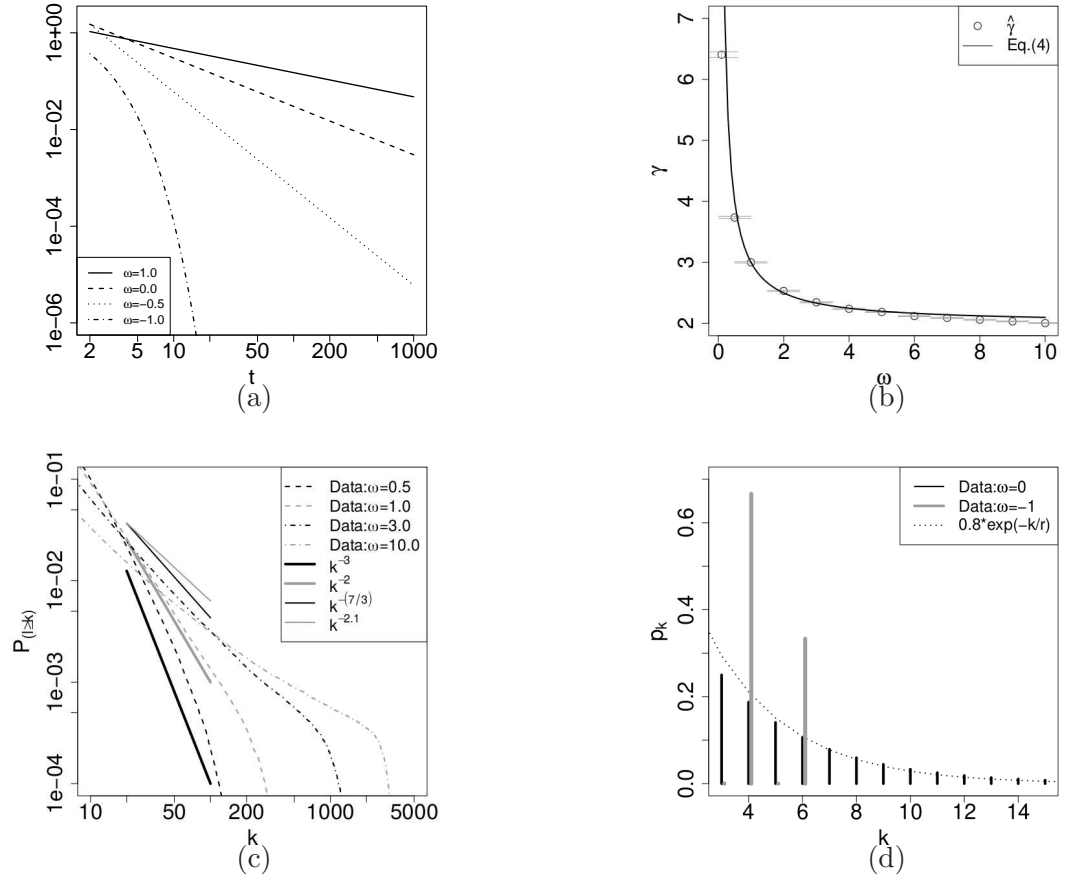 1e+00
1e−02
1e−04
1e−06
ω=1.0
ω=0.0
ω=−0.5
ω=−1.0
2 5 10 50 200 1000
t
(a)
7
6
5
4
3
2
γ
γ̂
Eq.(4)
0 2 4 6 8 10
ω
(b)
1e−01
1e−02
1e−03
1e−04
P(l≥k)
Data:ω=0.5
Data:ω=1.0
Data:ω=3.0
Data:ω=10.0
k^−3
k^−2
k^−(7/3)
k^−2.1
10 50 200 1000 5000
k
(c)
0.6
0.4
0.2
0.0
pk
Data:ω=0
Data:ω=−1
0.8*exp(−k/r)
4 6 8 10 12 14
k
(d)